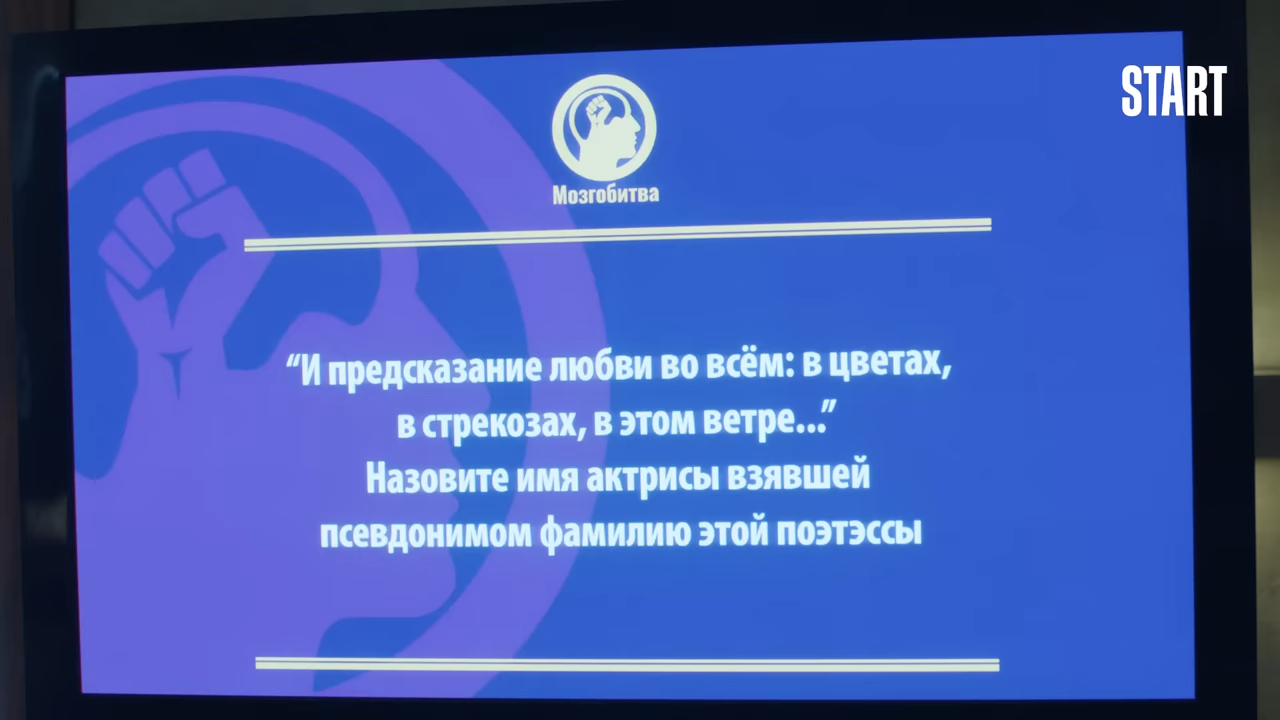 START
Мозгобитва
“И предсказание любви во всём: в цветах,
в стрекозах, в этом ветре...”
Назовите имя актрисы взявшей
псевдонимом фамилию этой поэтэссы